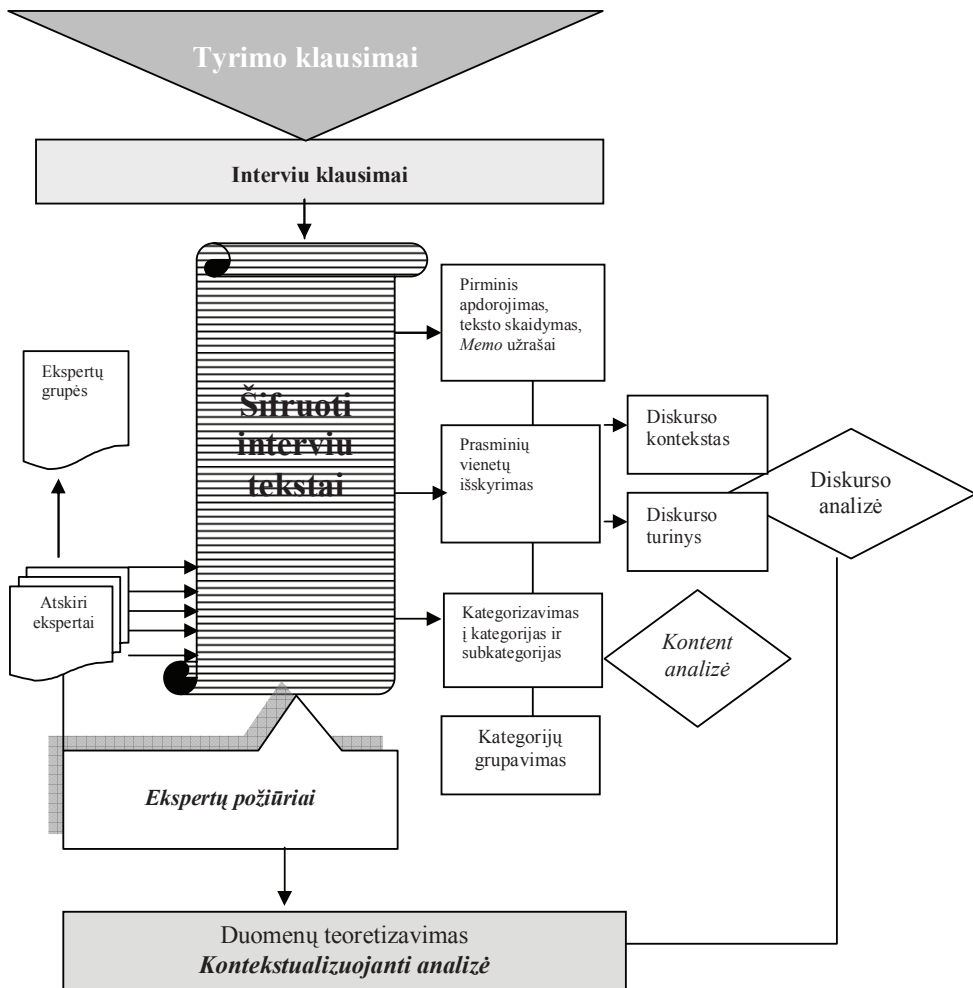 Tyrimo klausimai
Interviu klausimai
Pirminis
apdorojimas,
teksto skaidymas,
Memo užrašai
Ekspertų
grupės
Šifruoti
interviu
tekstai
Diskurso
kontekstas
Prasminių
vienetų
išskyrimas
Diskurso
analizė
Diskurso
turinys
Atskiri
ekspertai
Kategorizavimas
į kategorijas ir
subkategorijas
Kontent
analizė
Kategorijų
grupavimas
Ekspertų požiūriai
Duomenų teoretizavimas
Kontekstualizuojanti analizė